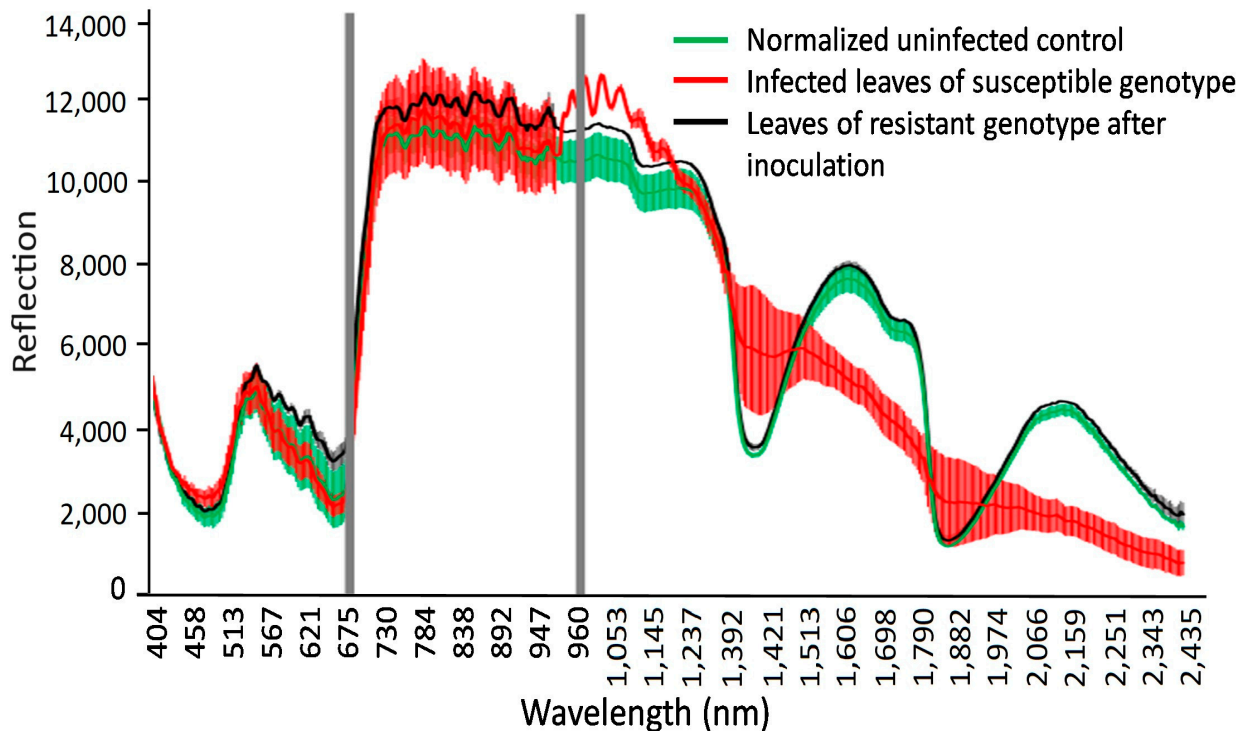 14,000
12,000
10,000
8,000
6,000
4,000
2,000
0
Reflection
Normalized uninfected control
Infected leaves of susceptible genotype
Leaves of resistant genotype after
inoculation
404 458 513 567 621 675 730 784 838 892 947 960 1,053 1,145 1,237 1,392 1,421 1,513 1,606 1,698 1,790 1,882 1,974 2,066 2,159 2,251 2,343 2,435
Wavelength (nm)